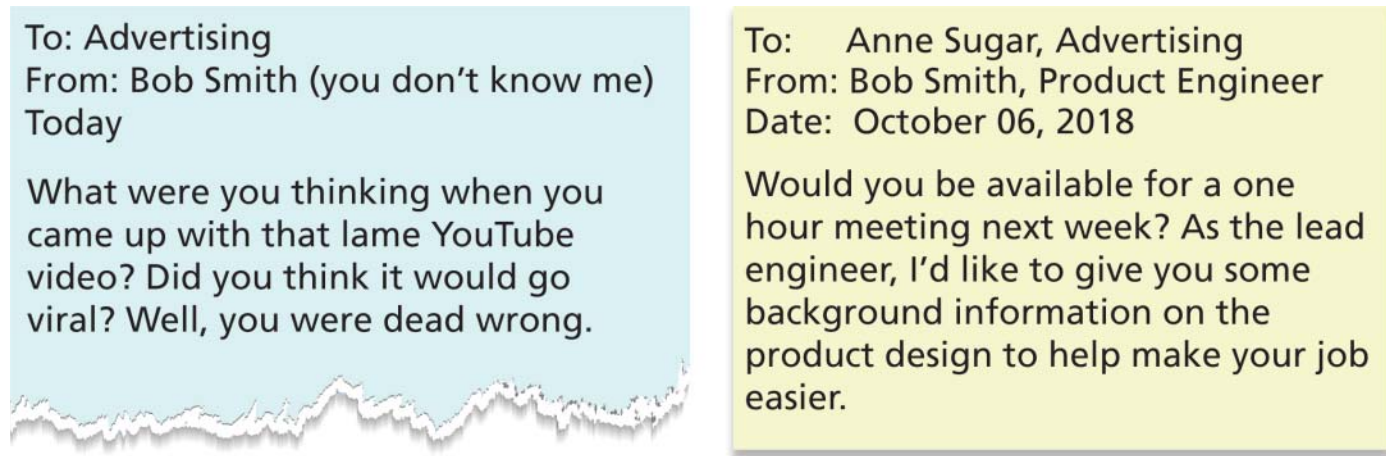 To: Advertising
From: Bob Smith (you don’t know me)
Today
What were you thinking when you
came up with that lame YouTube
video? Did you think it would go
viral? Well, you were dead wrong.
To: Anne Sugar, Advertising
From: Bob Smith, Product Engineer
Date: October 06, 2018
Would you be available for a one
hour meeting next week? As the lead
engineer, I’d like to give you some
background information on the
product design to help make your job
easier.